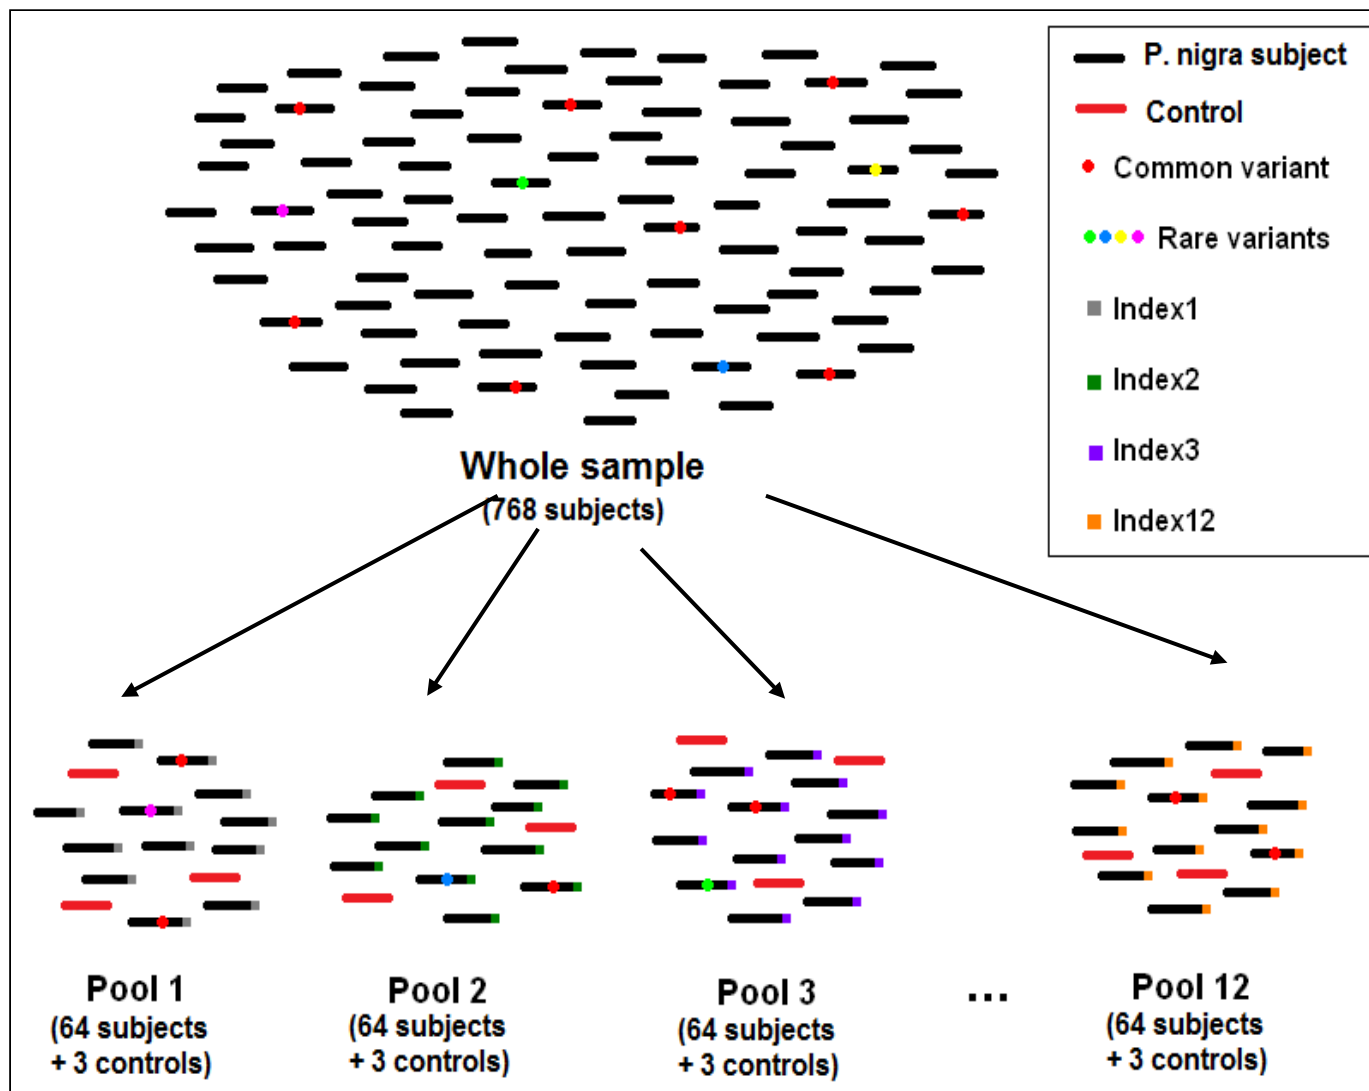 P. nigra subject
Control
Common variant
Rare variants
Index1
Index2
Index3
Index12
Whole sample
(768 subjects)
Pool 1
(64 subjects
+ 3 controls)
Pool 2
(64 subjects
+ 3 controls)
Pool 3
(64 subjects
+ 3 controls)
...
Pool 12
(64 subjects
+ 3 controls)